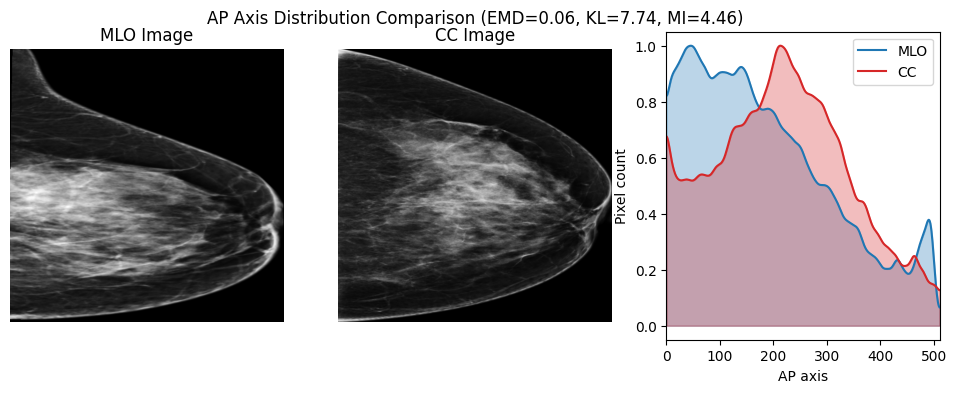 AP Axis Distribution Comparison (EMD=0.06, KL=7.74, MI=4.46)
MLO Image
CC Image
MLO
CC
1.0
0.8
0.6
0.4
0.2
0.0
Pixel count
0 100 200 300 400 500
AP axis